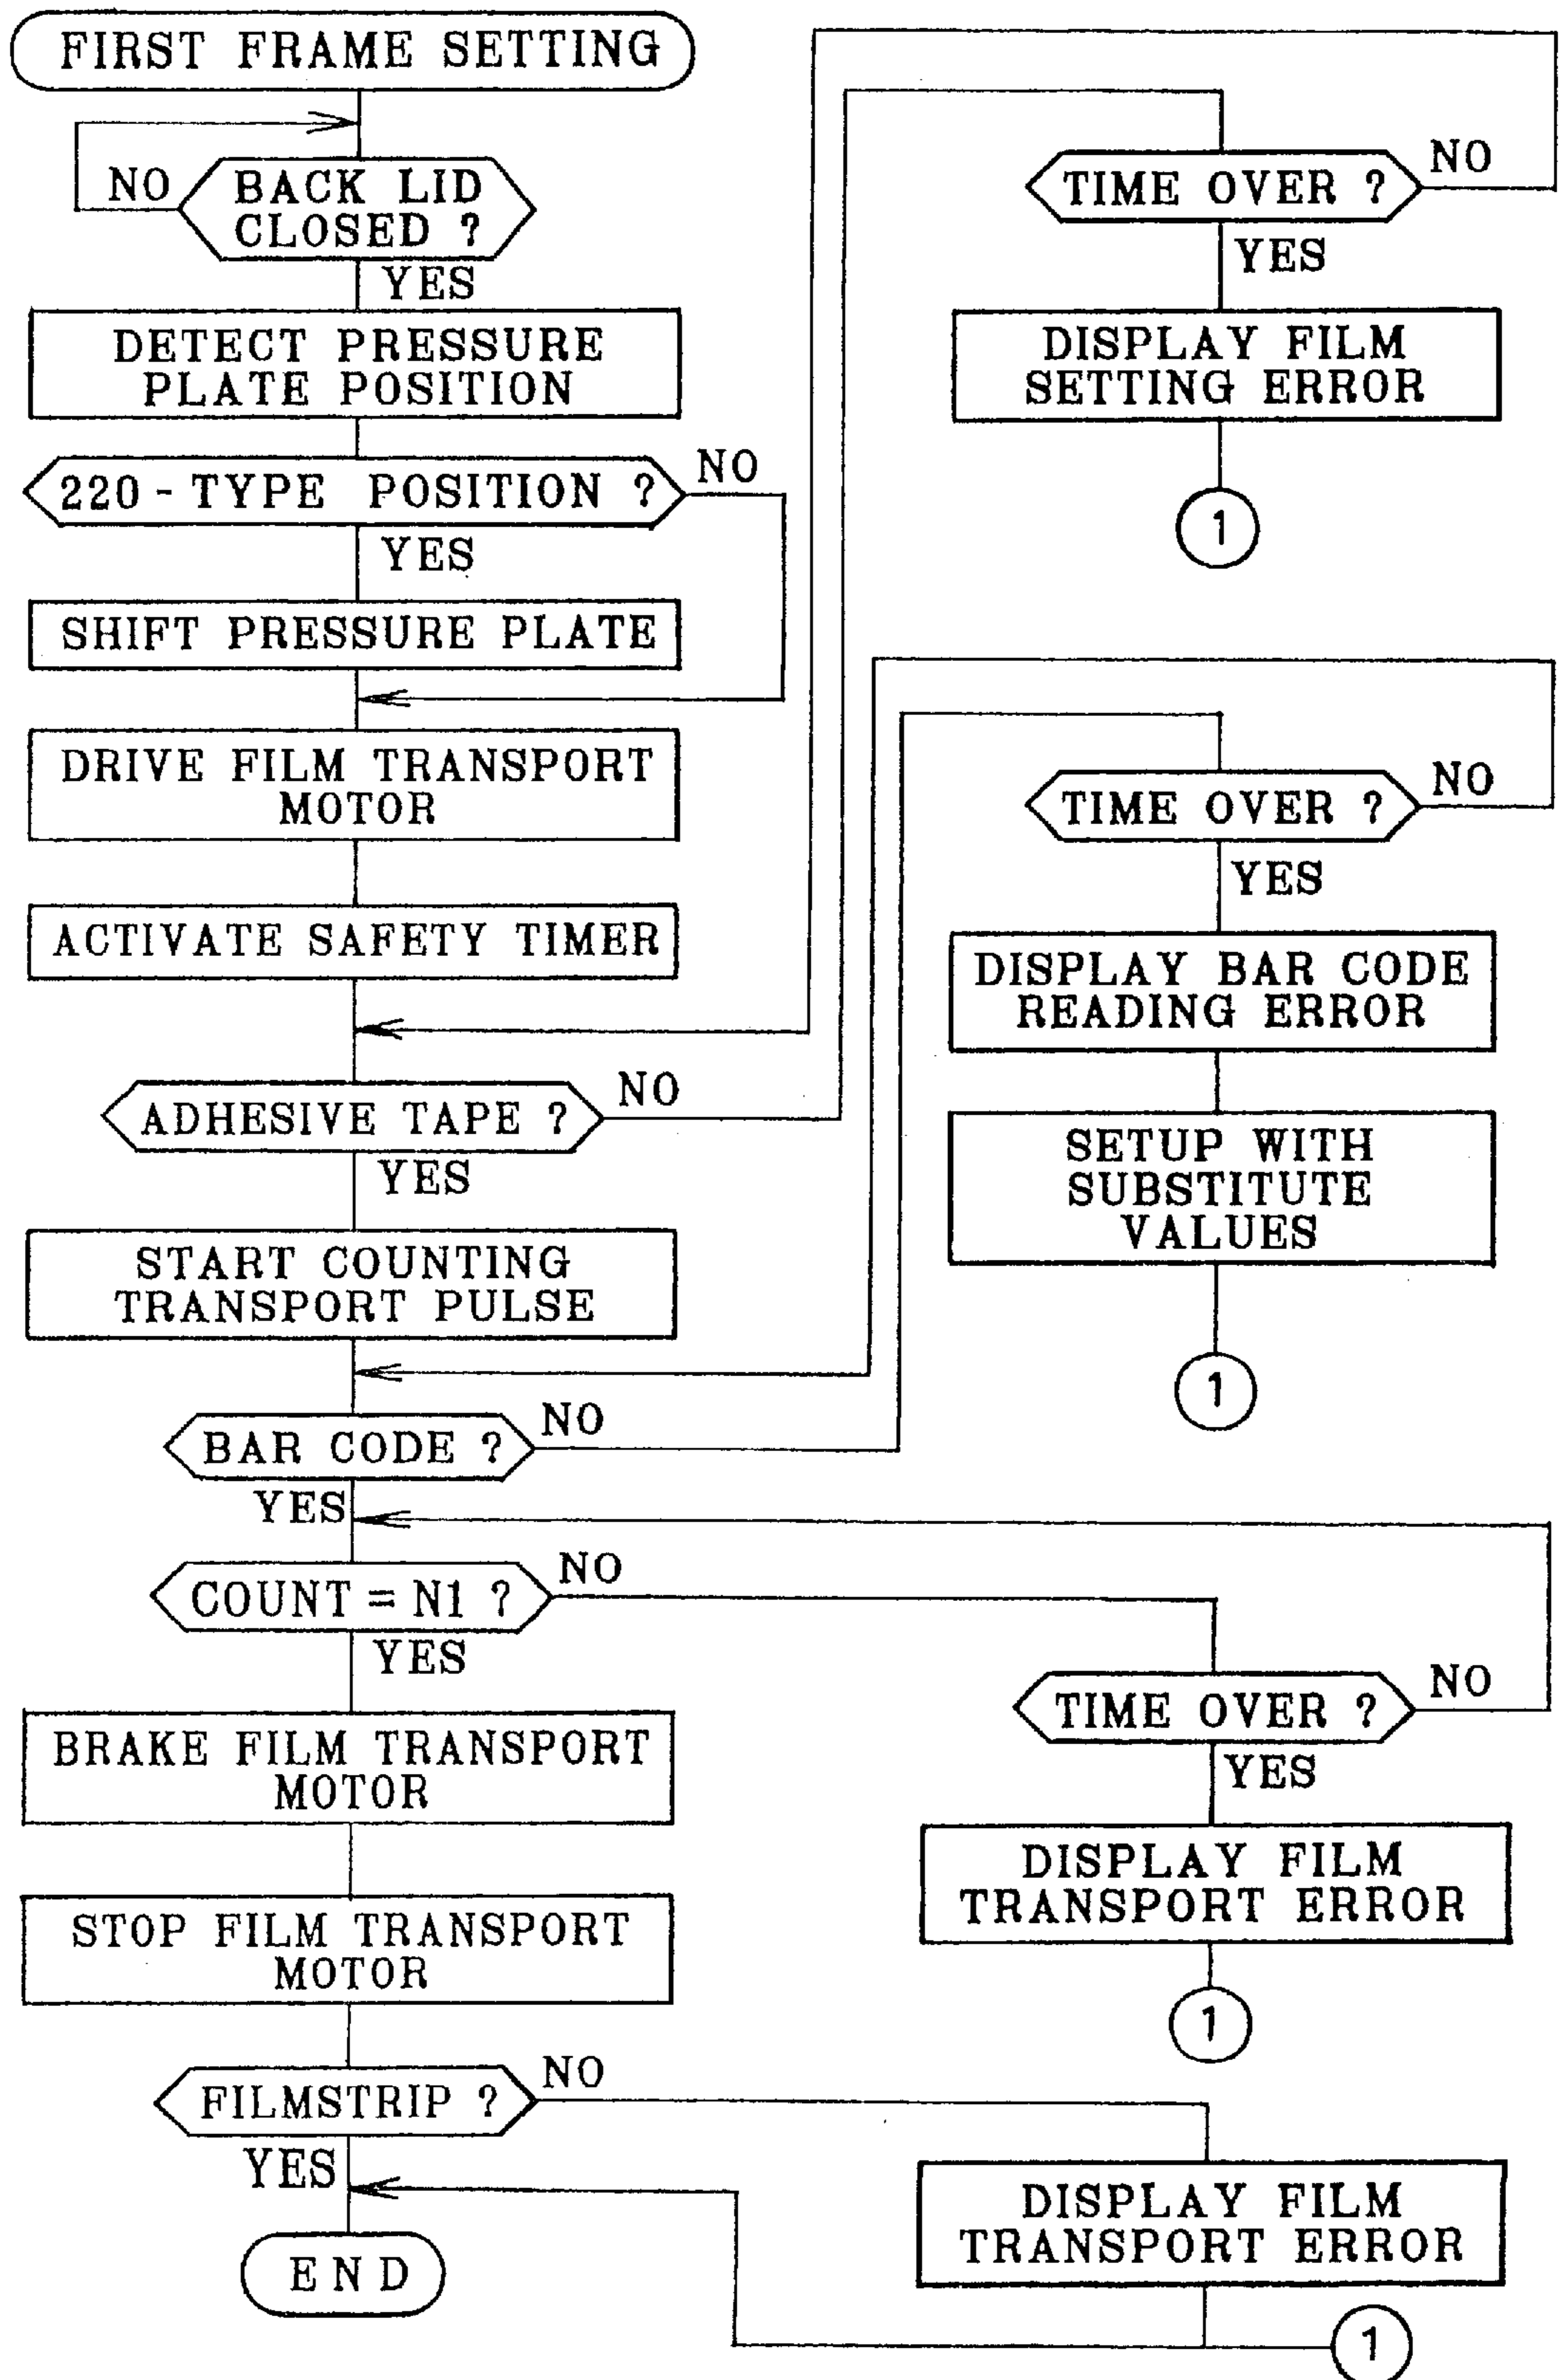 FIRST FRAME SETTING
NO
BACK LID
CLOSED ?
YES
DETECT PRESSURE
PLATE POSITION
220 - TYPE POSITION ?
NO
YES
SHIFT PRESSURE PLATE
DRIVE FILM TRANSPORT
MOTOR
ACTIVATE SAFETY TIMER
ADHESIVE TAPE ?
NO
YES
START COUNTING
TRANSPORT PULSE
BAR CODE ?
NO
YES
COUNT = N1 ?
NO
YES
BRAKE FILM TRANSPORT
MOTOR
STOP FILM TRANSPORT
MOTOR
FILMSTRIP ?
NO
YES
END
TIME OVER ?
NO
YES
DISPLAY FILM
SETTING ERROR
1
TIME OVER ?
NO
YES
DISPLAY BAR CODE
READING ERROR
SETUP WITH
SUBSTITUTE
VALUES
1
TIME OVER ?
NO
YES
DISPLAY FILM
TRANSPORT ERROR
1
DISPLAY FILM
TRANSPORT ERROR
1